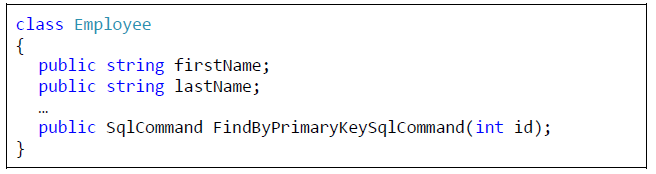 class Employee
{
public string firstName;
public string lastName;
…
public SqlCommand FindByPrimaryKeySqlCommand(int id);
}